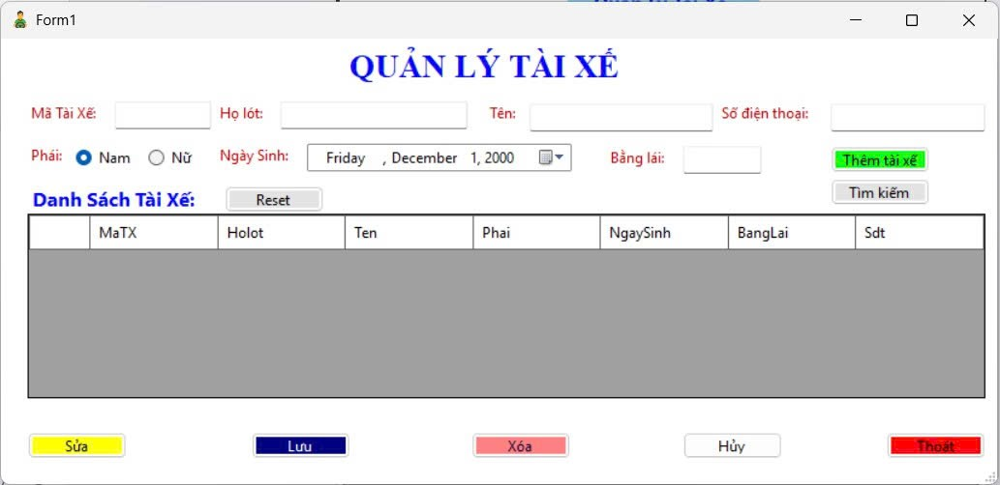 Form1
QUẢN LÝ TÀI XẾ
Mã Tài Xế: Họ lót: Tên: Số điện thoại:
Phái: Nam Nữ Ngày Sinh: Friday , December 1, 2000 Bằng lái: Thêm tài xế
Danh Sách Tài Xế: Reset Tìm kiếm
MaTX Holot Ten Phai NgaySinh BangLai Sdt
Sửa Lưu Xóa Hủy Thoát